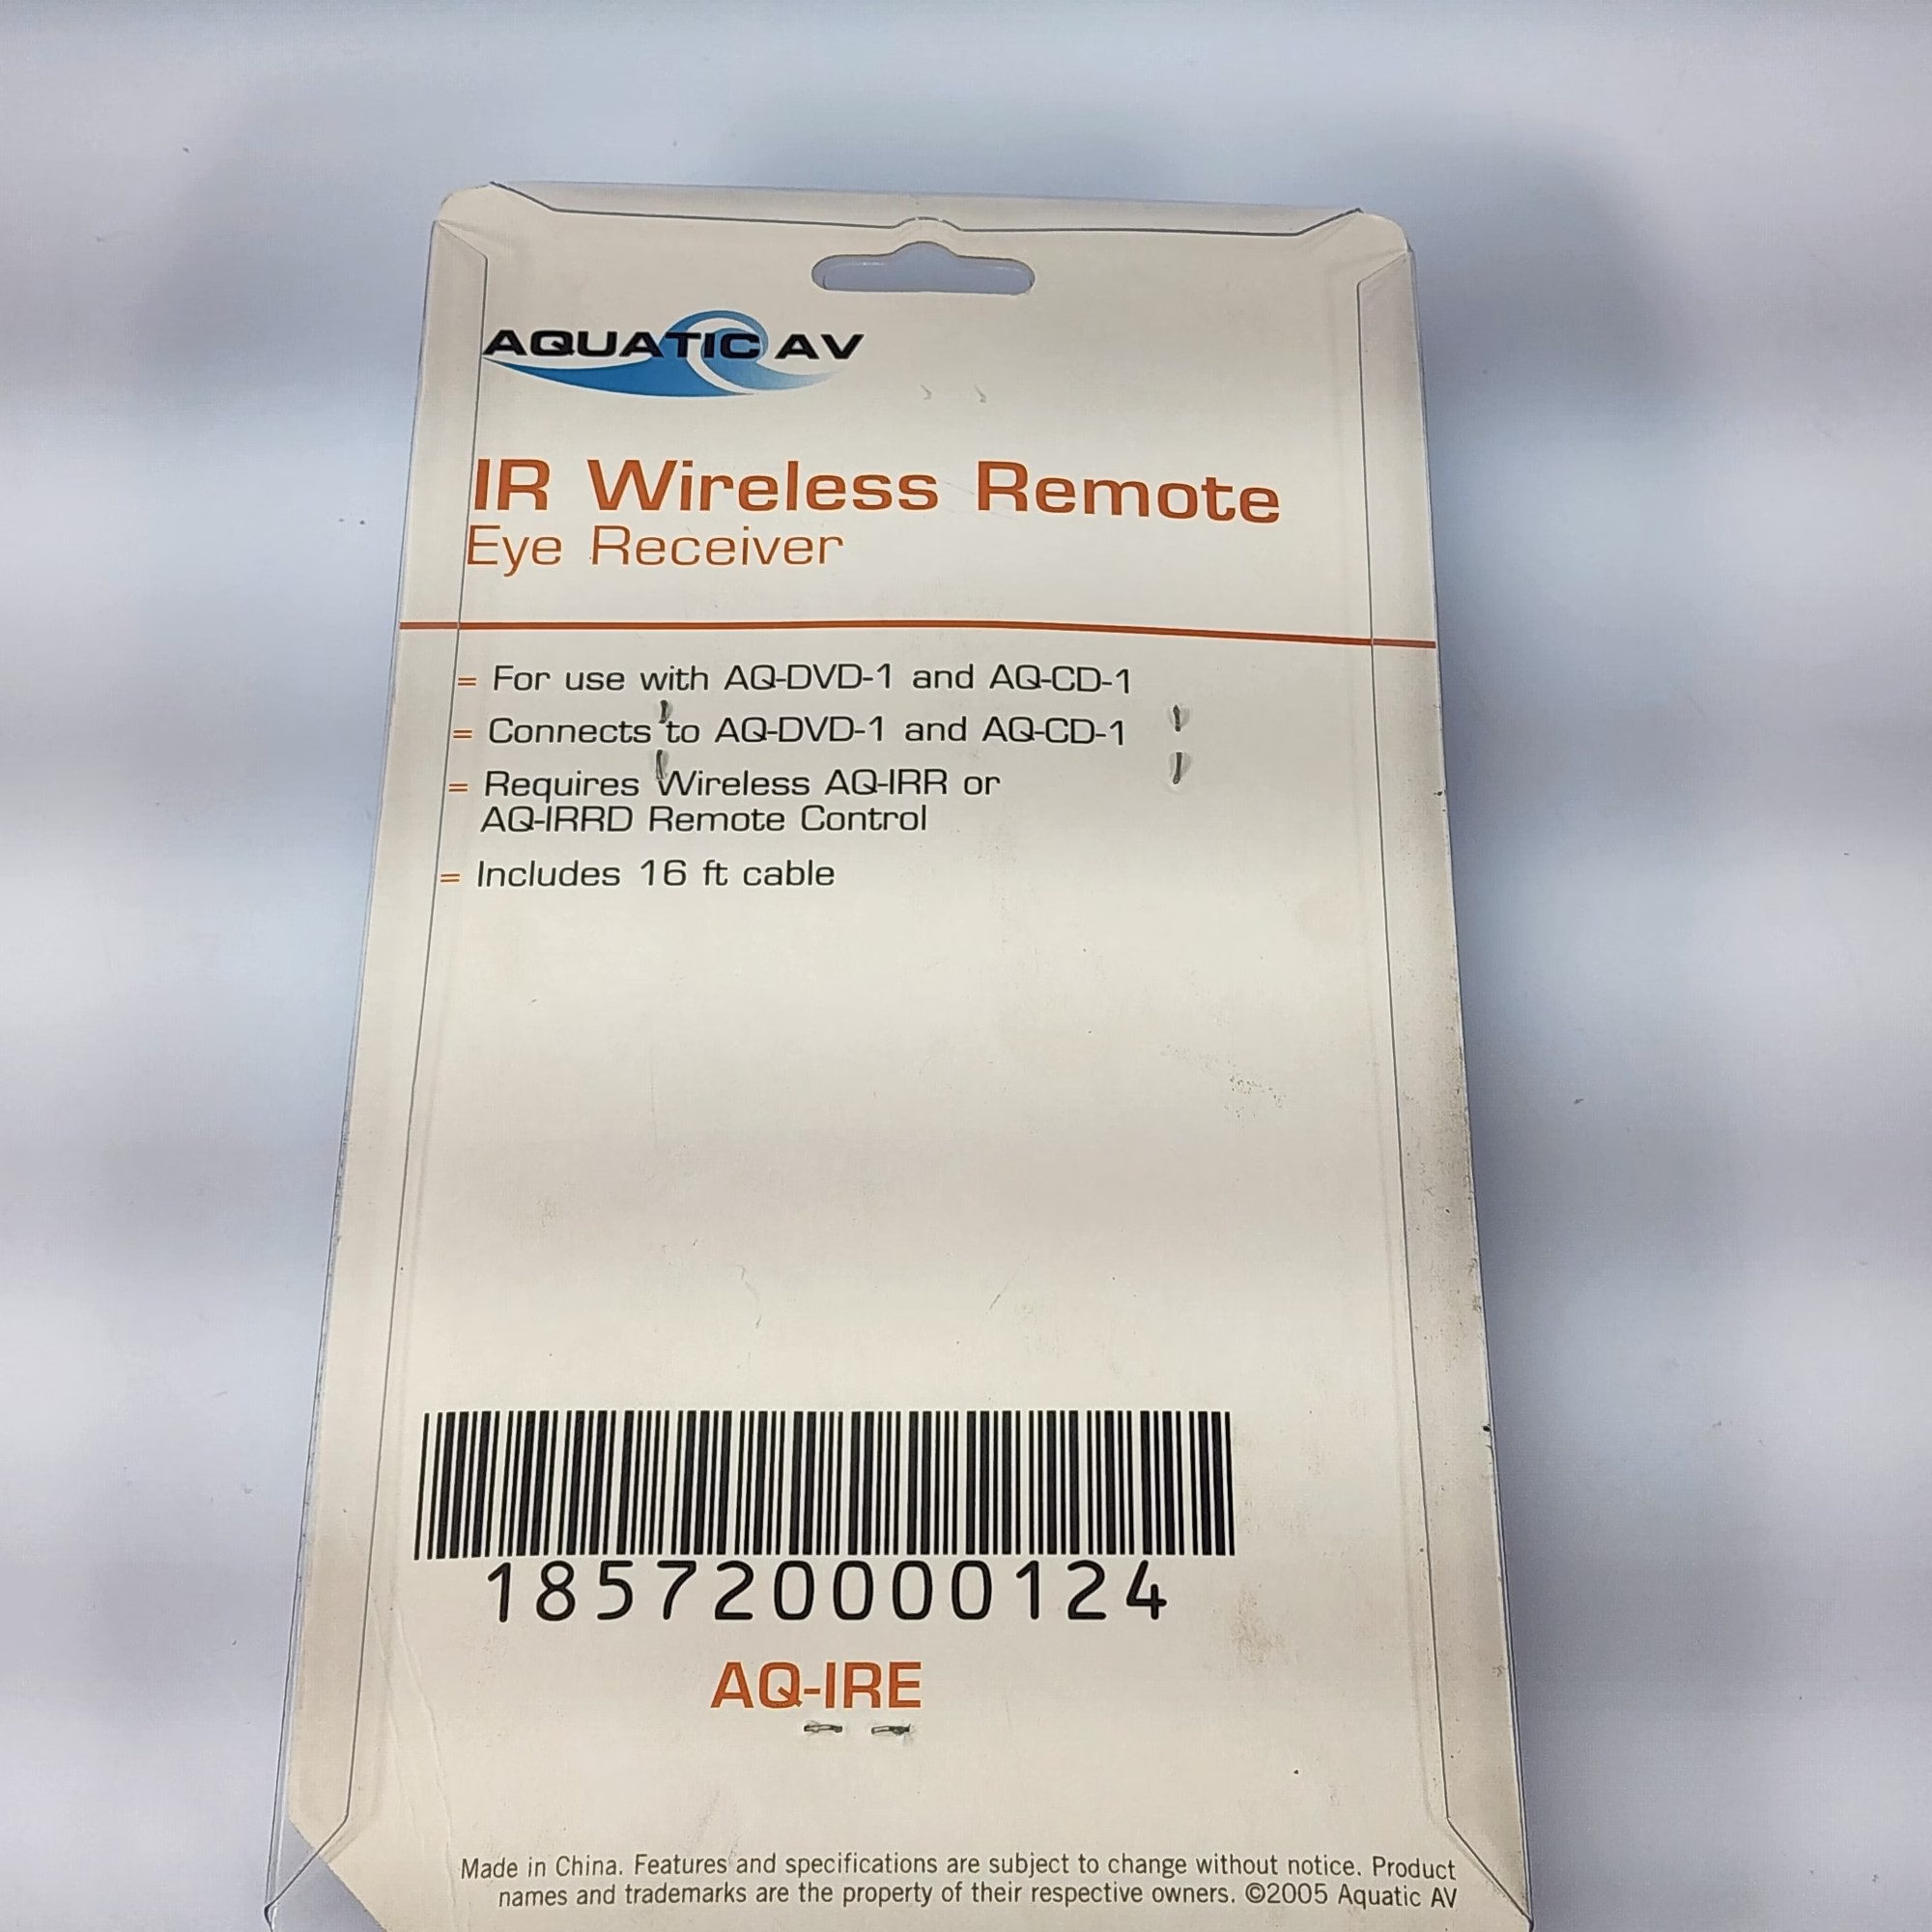 AQUATIC AV
IR Wireless Remote
Eye Receiver
= For use with AQ-DVD-1 and AQ-CD-1
= Connects to AQ-DVD-1 and AQ-CD-1
= Requires Wireless AQ-IRR or
AQ-IRRD Remote Control
= Includes 16 ft cable
185720000124
AQ-IRE
Made in China. Features and specifications are subject to change without notice. Product
names and trademarks are the property of their respective owners. ©2005 Aquatic AV